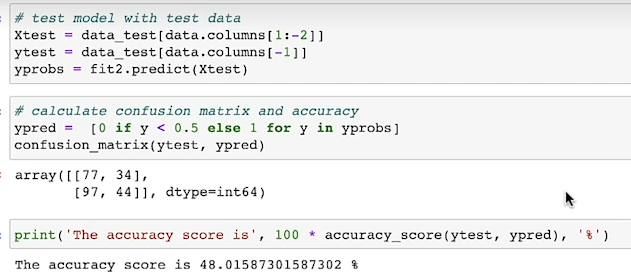 # test model with test data
Xtest = data_test[data.columns[1:-2]]
ytest = data_test[data.columns[-1]]
yprobs = fit2.predict(Xtest)
# calculate confusion matrix and accuracy
ypred =  [0 if y < 0.5 else 1 for y in yprobs]
confusion_matrix(ytest, ypred)
array([[77, 34],
       [97, 44]], dtype=int64)
print('The accuracy score is', 100 * accuracy_score(ytest, ypred), '%')
The accuracy score is 48.01587301587302 %